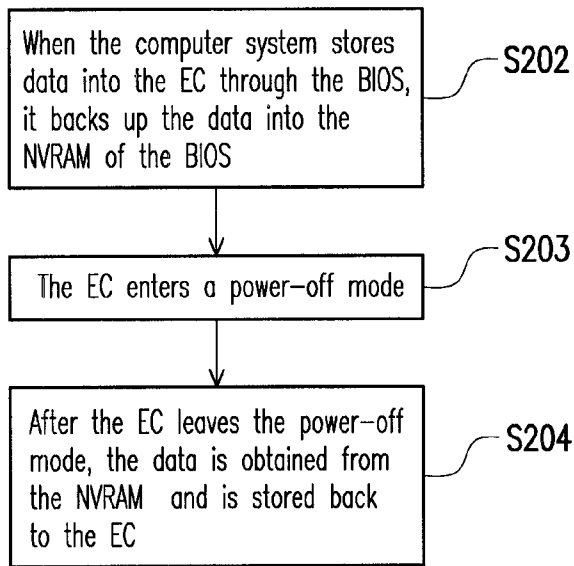 When the computer system stores
data into the EC through the BIOS,
it backs up the data into the
NVRAM of the BIOS
S202
The EC enters a power-off mode
S203
After the EC leaves the power-off
mode, the data is obtained from
the NVRAM and is stored back
to the EC
S204